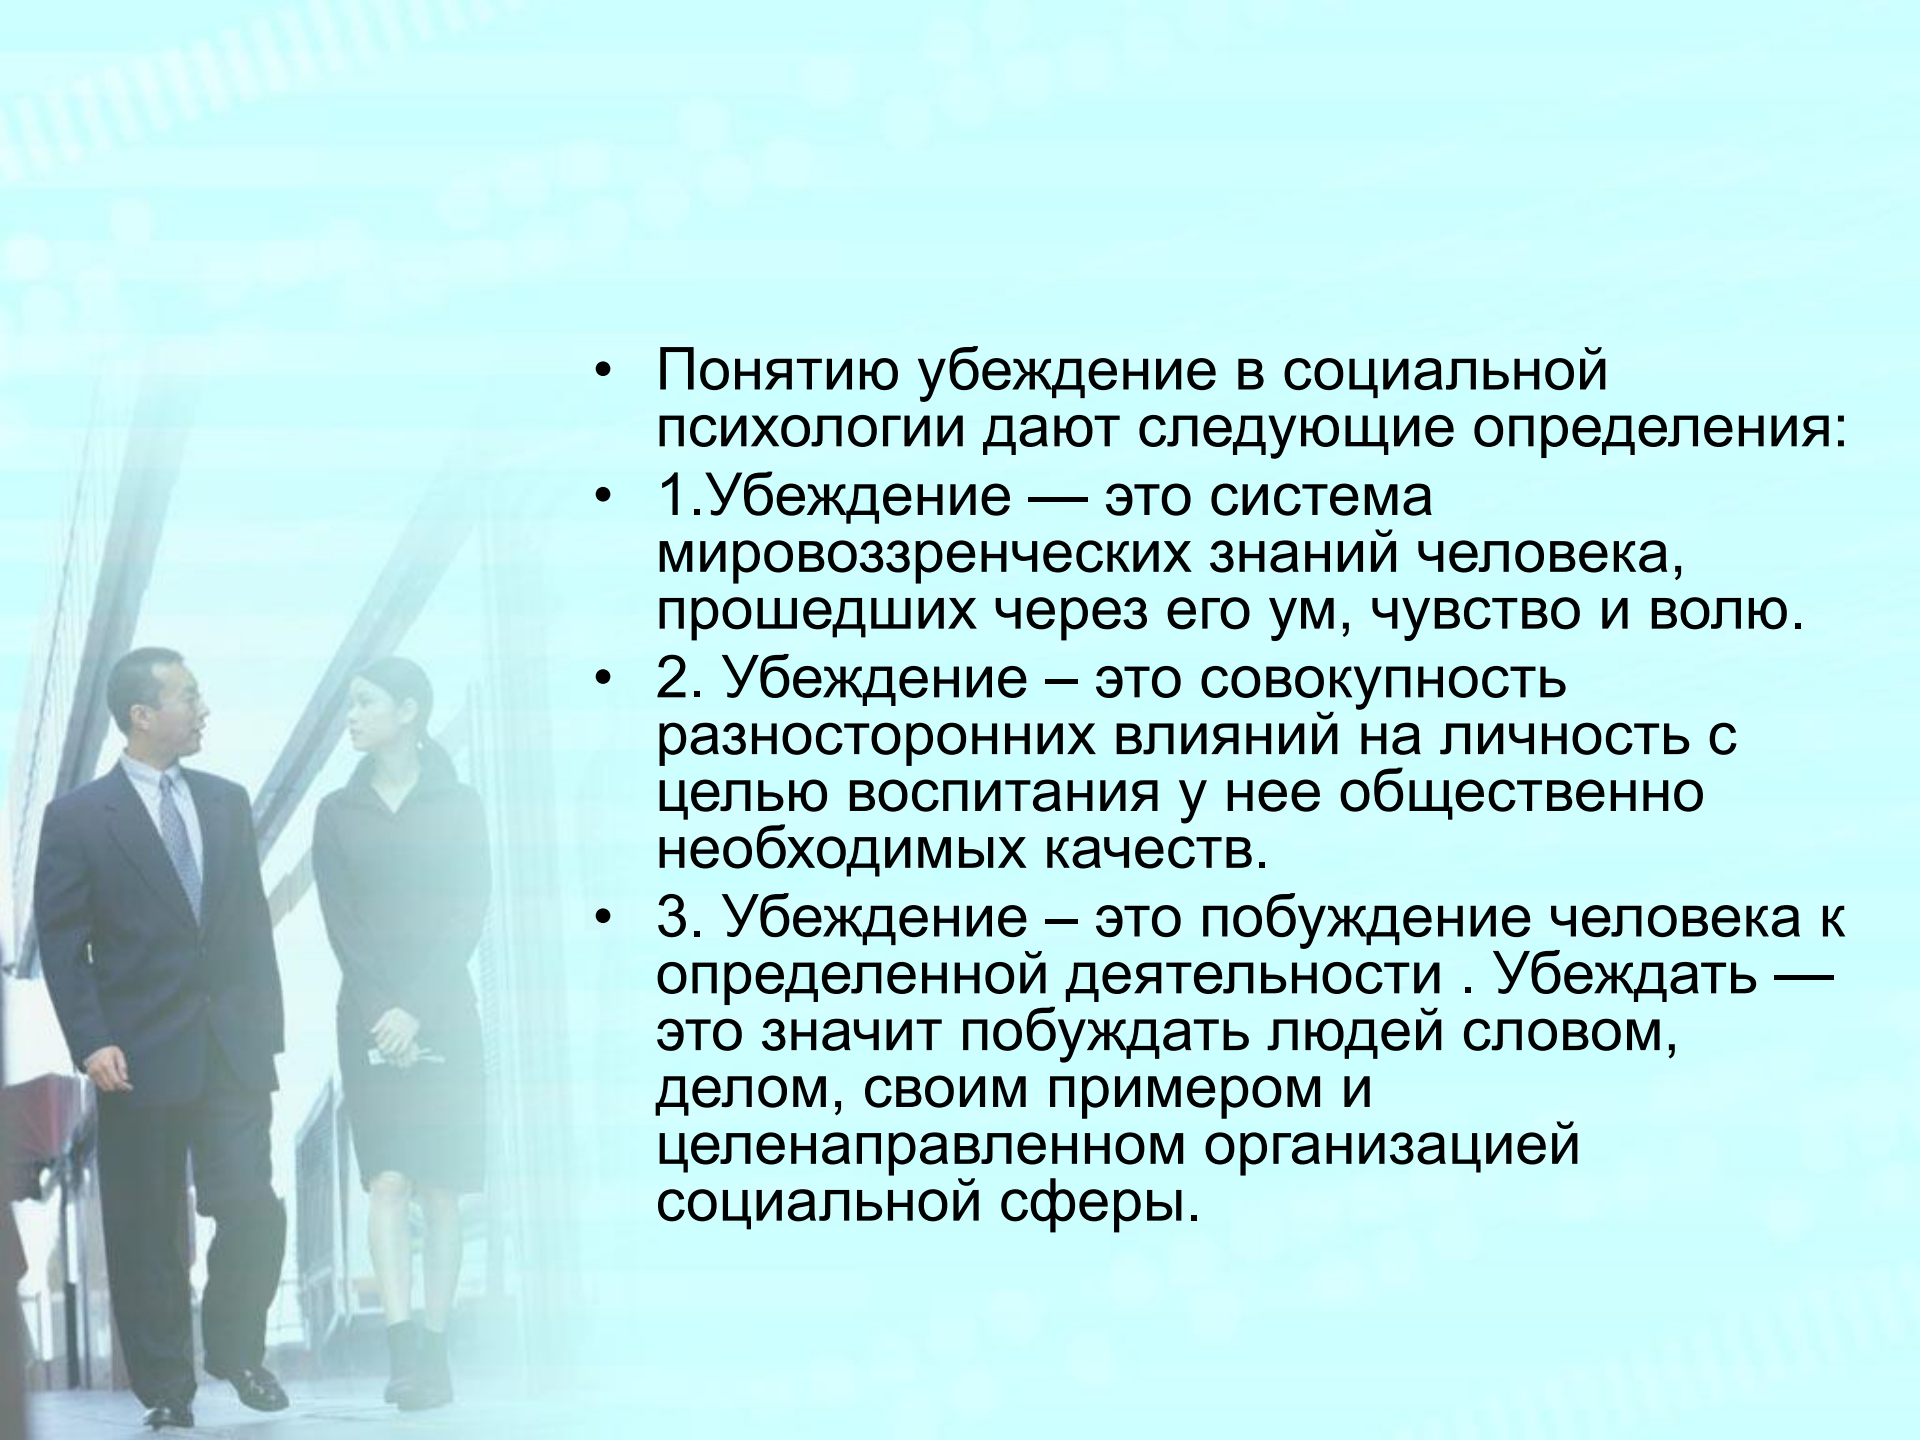 • Понятию убеждение в социальной
психологии дают следующие определения:
• 1.Убеждение — это система
мировоззренческих знаний человека,
прошедших через его ум, чувство и волю.
• 2. Убеждение – это совокупность
разносторонних влияний на личность с
целью воспитания у нее общественно
необходимых качеств.
• 3. Убеждение – это побуждение человека к
определенной деятельности . Убеждать —
это значит побуждать людей словом,
делом, своим примером и
целенаправленном организацией
социальной сферы.